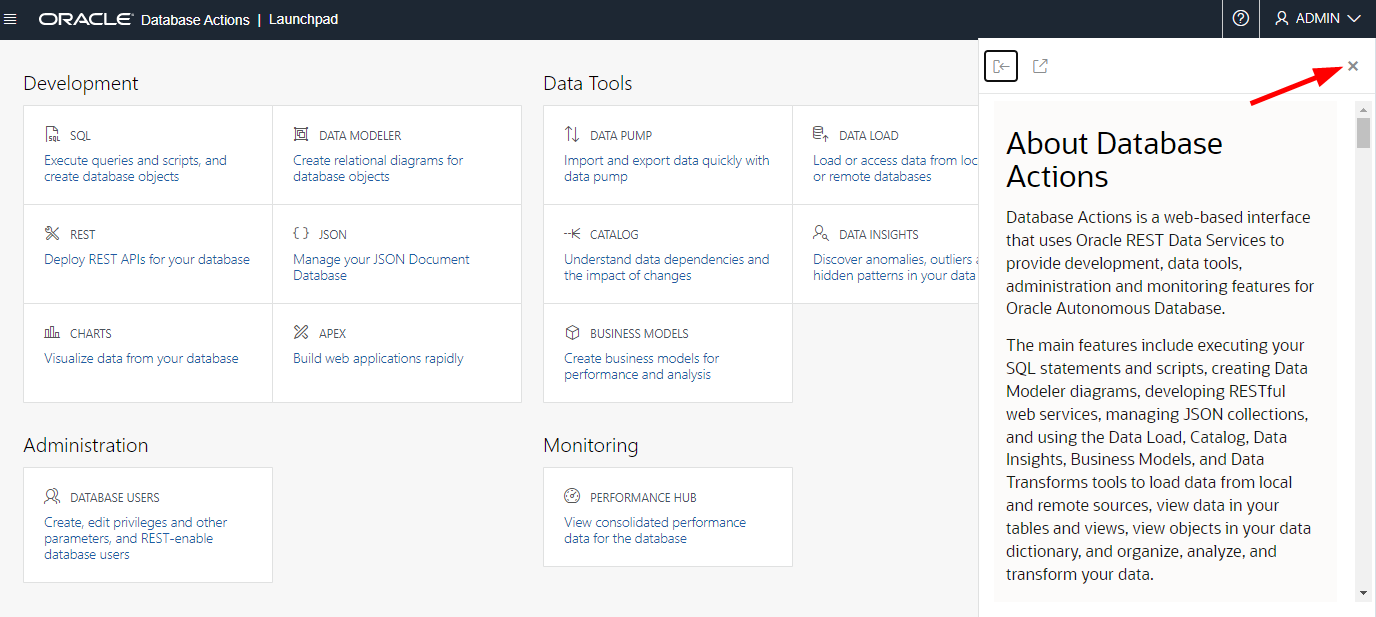 ORACLE Database Actions | Launchpad
ADMIN
Development
SQL
Execute queries and scripts, and
create database objects
DATA MODELER
Create relational diagrams for
database objects
REST
Deploy REST APIs for your database
{ } JSON
Manage your JSON Document
Database
CHARTS
Visualize data from your database
APEX
Build web applications rapidly
Data Tools
DATA PUMP
Import and export data quickly with
data pump
DATA LOAD
Load or access data from loc
or remote databases
CATALOG
Understand data dependencies and
the impact of changes
DATA INSIGHTS
Discover anomalies, outliers a
hidden patterns in your data
BUSINESS MODELS
Create business models for
performance and analysis
Administration
DATABASE USERS
Create, edit privileges and other
parameters, and REST-enable
database users
Monitoring
PERFORMANCE HUB
View consolidated performance
data for the database
About Database
Actions
Database Actions is a web-based interface
that uses Oracle REST Data Services to
provide development, data tools,
administration and monitoring features for
Oracle Autonomous Database.
The main features include executing your
SQL statements and scripts, creating Data
Modeler diagrams, developing RESTful
web services, managing JSON collections,
and using the Data Load, Catalog, Data
Insights, Business Models, and Data
Transforms tools to load data from local
and remote sources, view data in your
tables and views, view objects in your data
dictionary, and organize, analyze, and
transform your data.